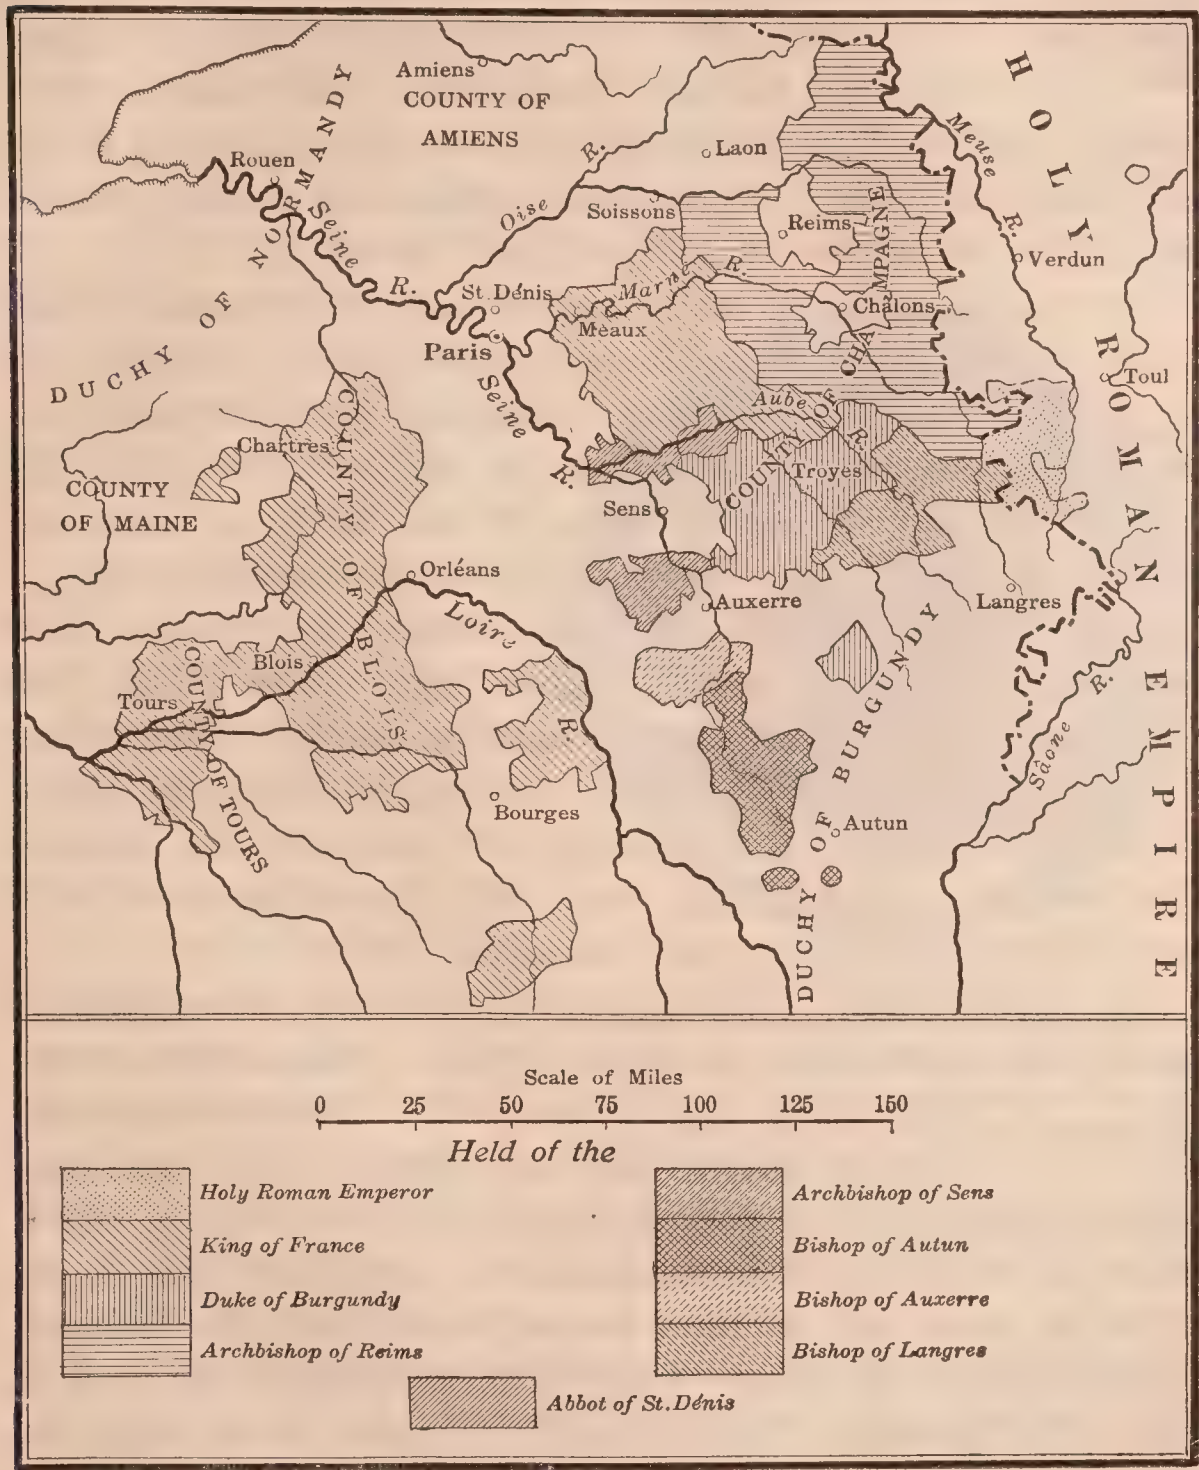 HOLY ROMAN EMPIRE
Amiens
COUNTY OF
AMIENS
DUCHY OF NORMANDY
Rouen
Seine R.
Oise R.
Laon
Meuse R.
Soissons
Reims
Verdun
COUNTY OF CHAMPAGNE
Marne R.
St. Dénis
Châlons
Meaux
Paris
Seine R.
Toul
Aube R.
Chartres
COUNTY OF BLOIS
Troyes
COUNTY
OF MAINE
Sens
Orléans
Langres
Auxerre
Loire R.
Blois
COUNTY OF TOURS
Tours
DUCHY OF BURGUNDY
Sâone R.
Bourges
Autun
Scale of Miles
0 25 50 75 100 125 150
Held of the
Holy Roman Emperor
King of France
Duke of Burgundy
Archbishop of Reims
Archbishop of Sens
Bishop of Autun
Bishop of Auxerre
Bishop of Langres
Abbot of St. Dénis